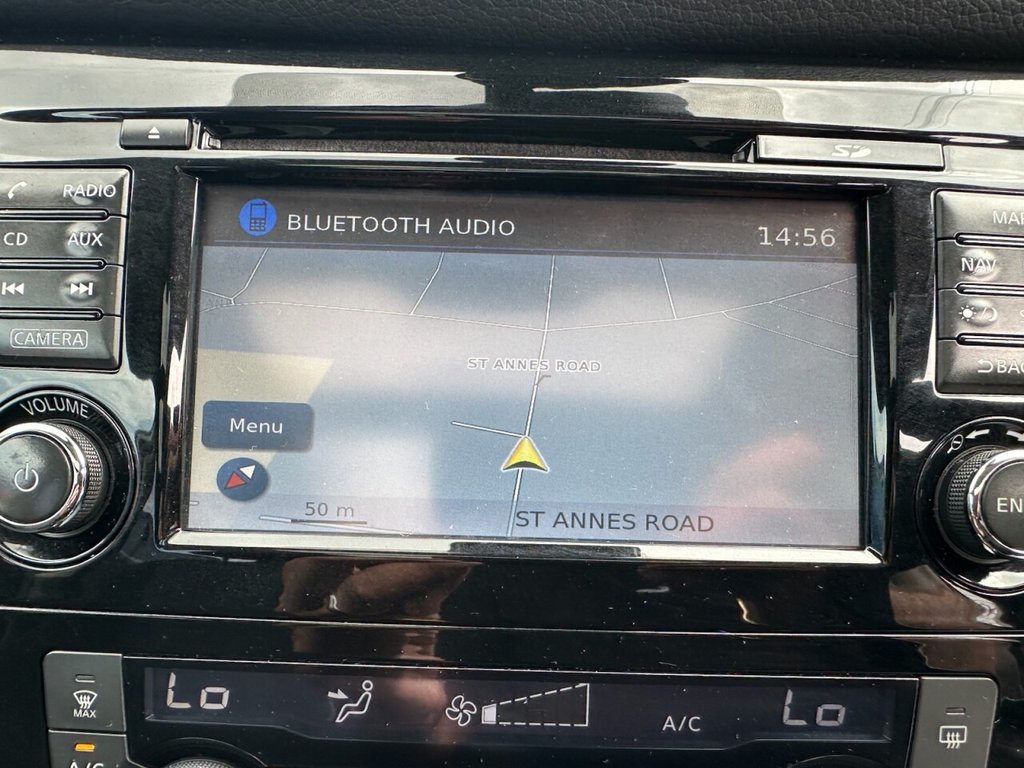 SD
RADIO
CD AUX
CAMERA
VOLUME
BLUETOOTH AUDIO 14:56
ST ANNES ROAD
Menu
50 m
ST ANNES ROAD
NAV
Lo A/C Lo
MAX
A/C